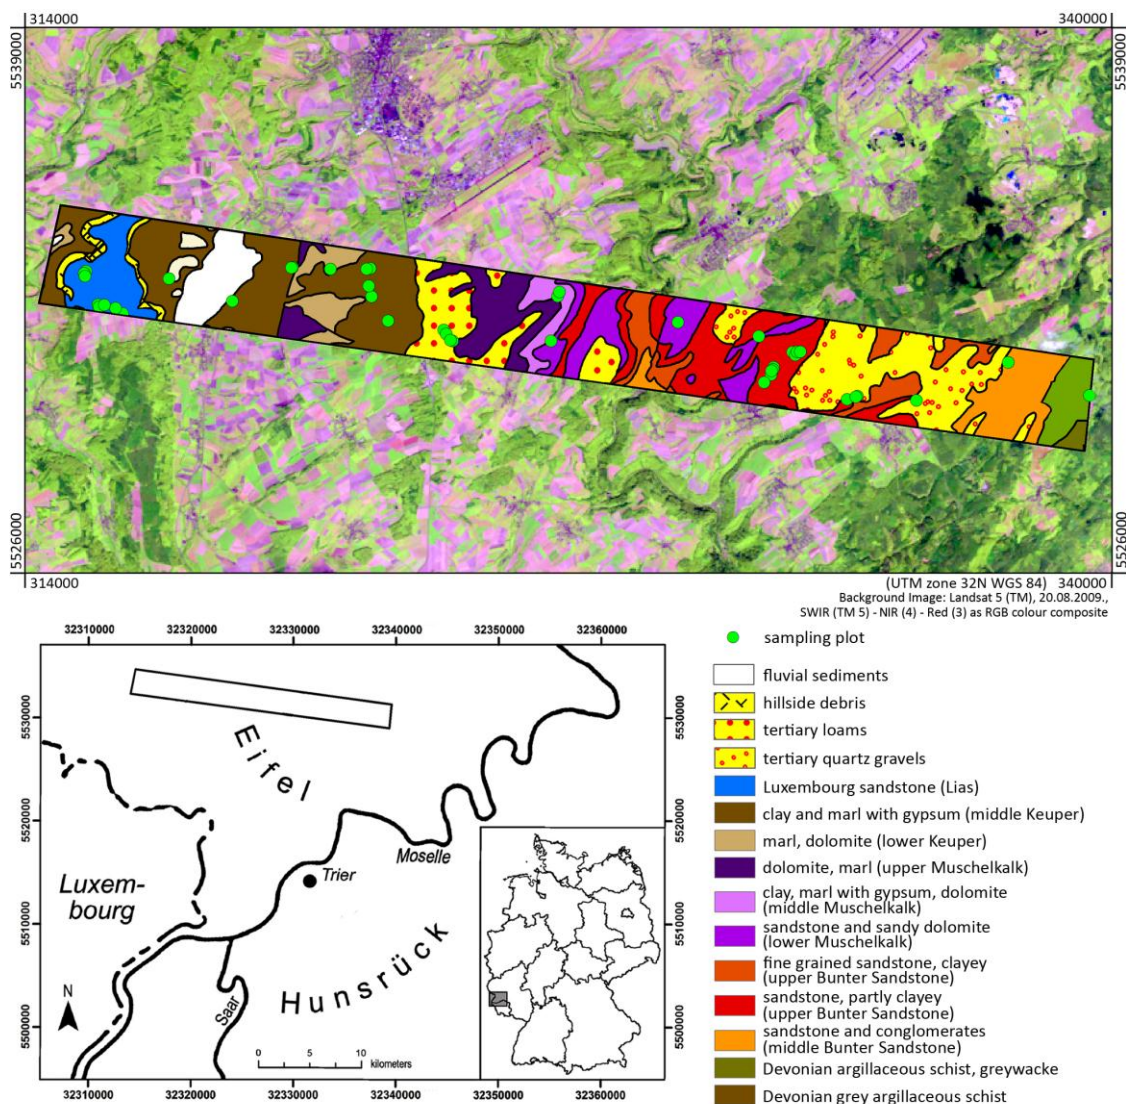 314000
340000
5539000
5539000
5526000
5526000
314000
(UTM zone 32N WGS 84) 340000
Background Image: Landsat 5 (TM), 20.08.2009.,
SWIR (TM 5) - NIR (4) - Red (3) as RGB colour composite
32310000 32320000 32330000 32340000 32350000 32360000
5530000
5530000
5520000
5520000
5510000
5510000
5500000
5500000
Eifel
Moselle
Trier
Luxem-
bourg
Hunsrück
Saar
N
0 5 10
kilometers
32310000 32320000 32330000 32340000 32350000 32360000
sampling plot
fluvial sediments
hillside debris
tertiary loams
tertiary quartz gravels
Luxembourg sandstone (Lias)
clay and marl with gypsum (middle Keuper)
marl, dolomite (lower Keuper)
dolomite, marl (upper Muschelkalk)
clay, marl with gypsum, dolomite
(middle Muschelkalk)
sandstone and sandy dolomite
(lower Muschelkalk)
fine grained sandstone, clayey
(upper Bunter Sandstone)
sandstone, partly clayey
(upper Bunter Sandstone)
sandstone and conglomerates
(middle Bunter Sandstone)
Devonian argillaceous schist, greywacke
Devonian grey argillaceous schist